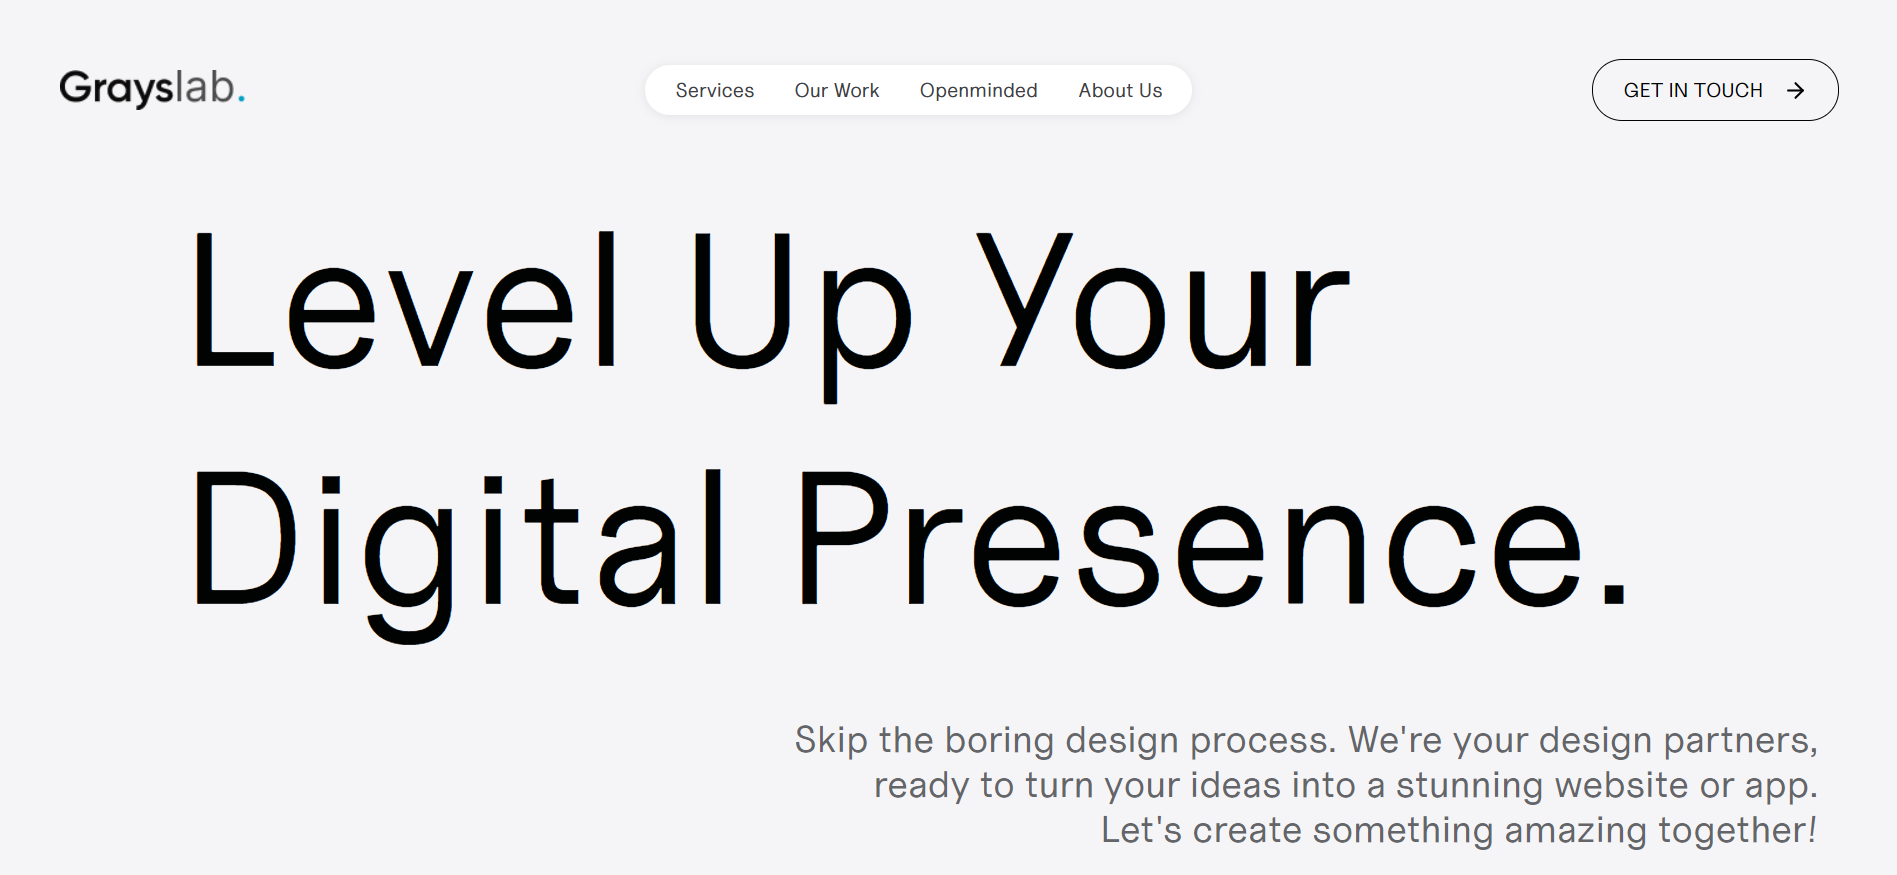 Grayslab.
Services
Our Work
Openminded
About Us
GET IN TOUCH
Level Up Your
Digital Presence.
Skip the boring design process. We're your design partners,
ready to turn your ideas into a stunning website or app.
Let's create something amazing together!